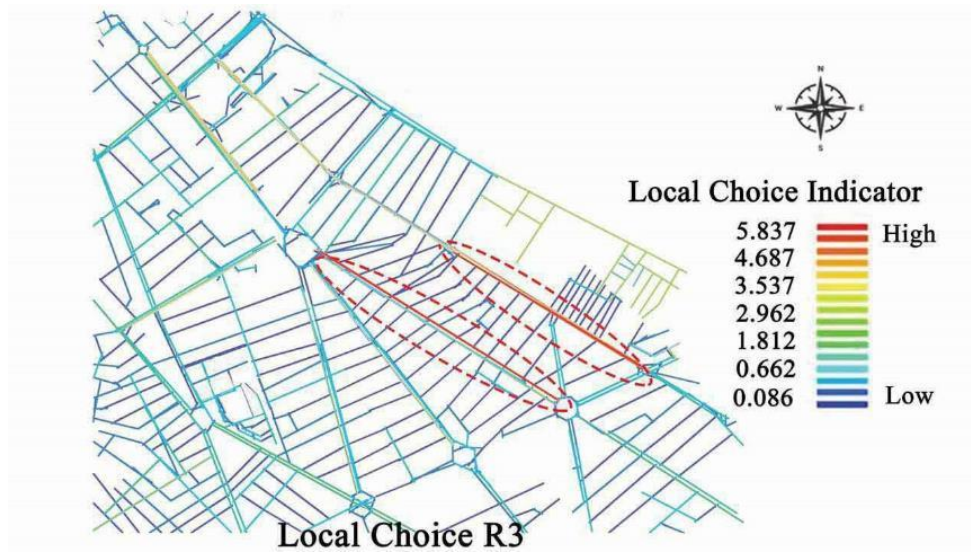 N
W E
S
Local Choice Indicator
5.837 High
4.687
3.537
2.962
1.812
0.662
0.086 Low
Local Choice R3